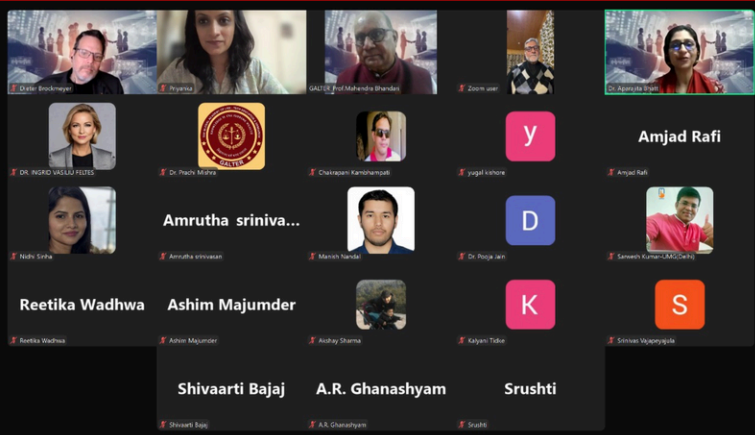 Dieter Brockmeyer
Priyanka
GALTER_Prof.Mahendra Bhandari
Zoom user
Dr. Aparajita Bhatt
DR. INGRID VASILIU FELTES
GALTER
Dr. Prachi Mishra
Chakrapani Kambhampati
y
yugal kishore
Amjad Rafi
Amjad Rafi
Nidhi Sinha
Amrutha sriniva...
Amrutha srinivasan
Manish Nandal
D
Dr. Pooja Jain
Sarwesh Kumar-UMG(Delhi)
Reetika Wadhwa
Reetika Wadhwa
Ashim Majumder
Ashim Majumder
Akshay Sharma
K
Kalyani Tidke
S
Srinivas Vajapeyajula
Shivaarti Bajaj
Shivaarti Bajaj
A.R. Ghanashyam
A.R. Ghanashyam
Srushti
Srushti